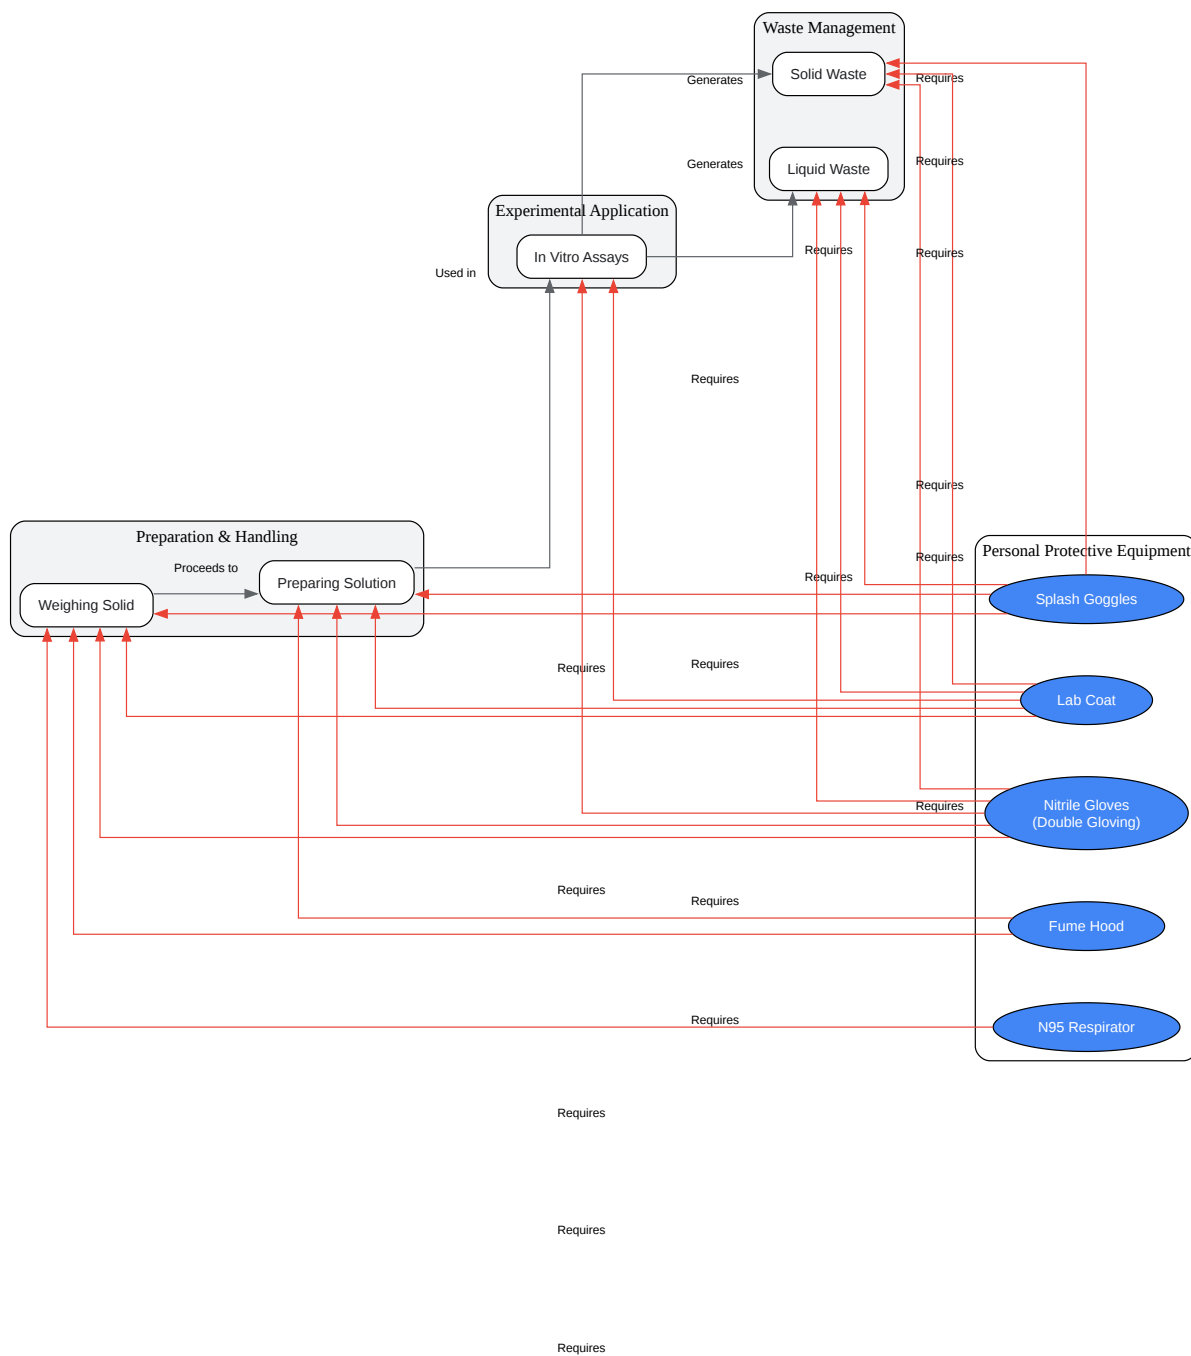 Waste Management
Solid Waste
Generates
Requires
Liquid Waste
Generates
Requires
Experimental Application
In Vitro Assays
Requires
Requires
Used in
Requires
Requires
Preparation & Handling
Personal Protective Equipment
Requires
Proceeds to
Preparing Solution
Requires
Weighing Solid
Splash Goggles
Requires
Requires
Lab Coat
Nitrile Gloves
(Double Gloving)
Requires
Requires
Requires
Fume Hood
Requires
N95 Respirator
Requires
Requires
Requires